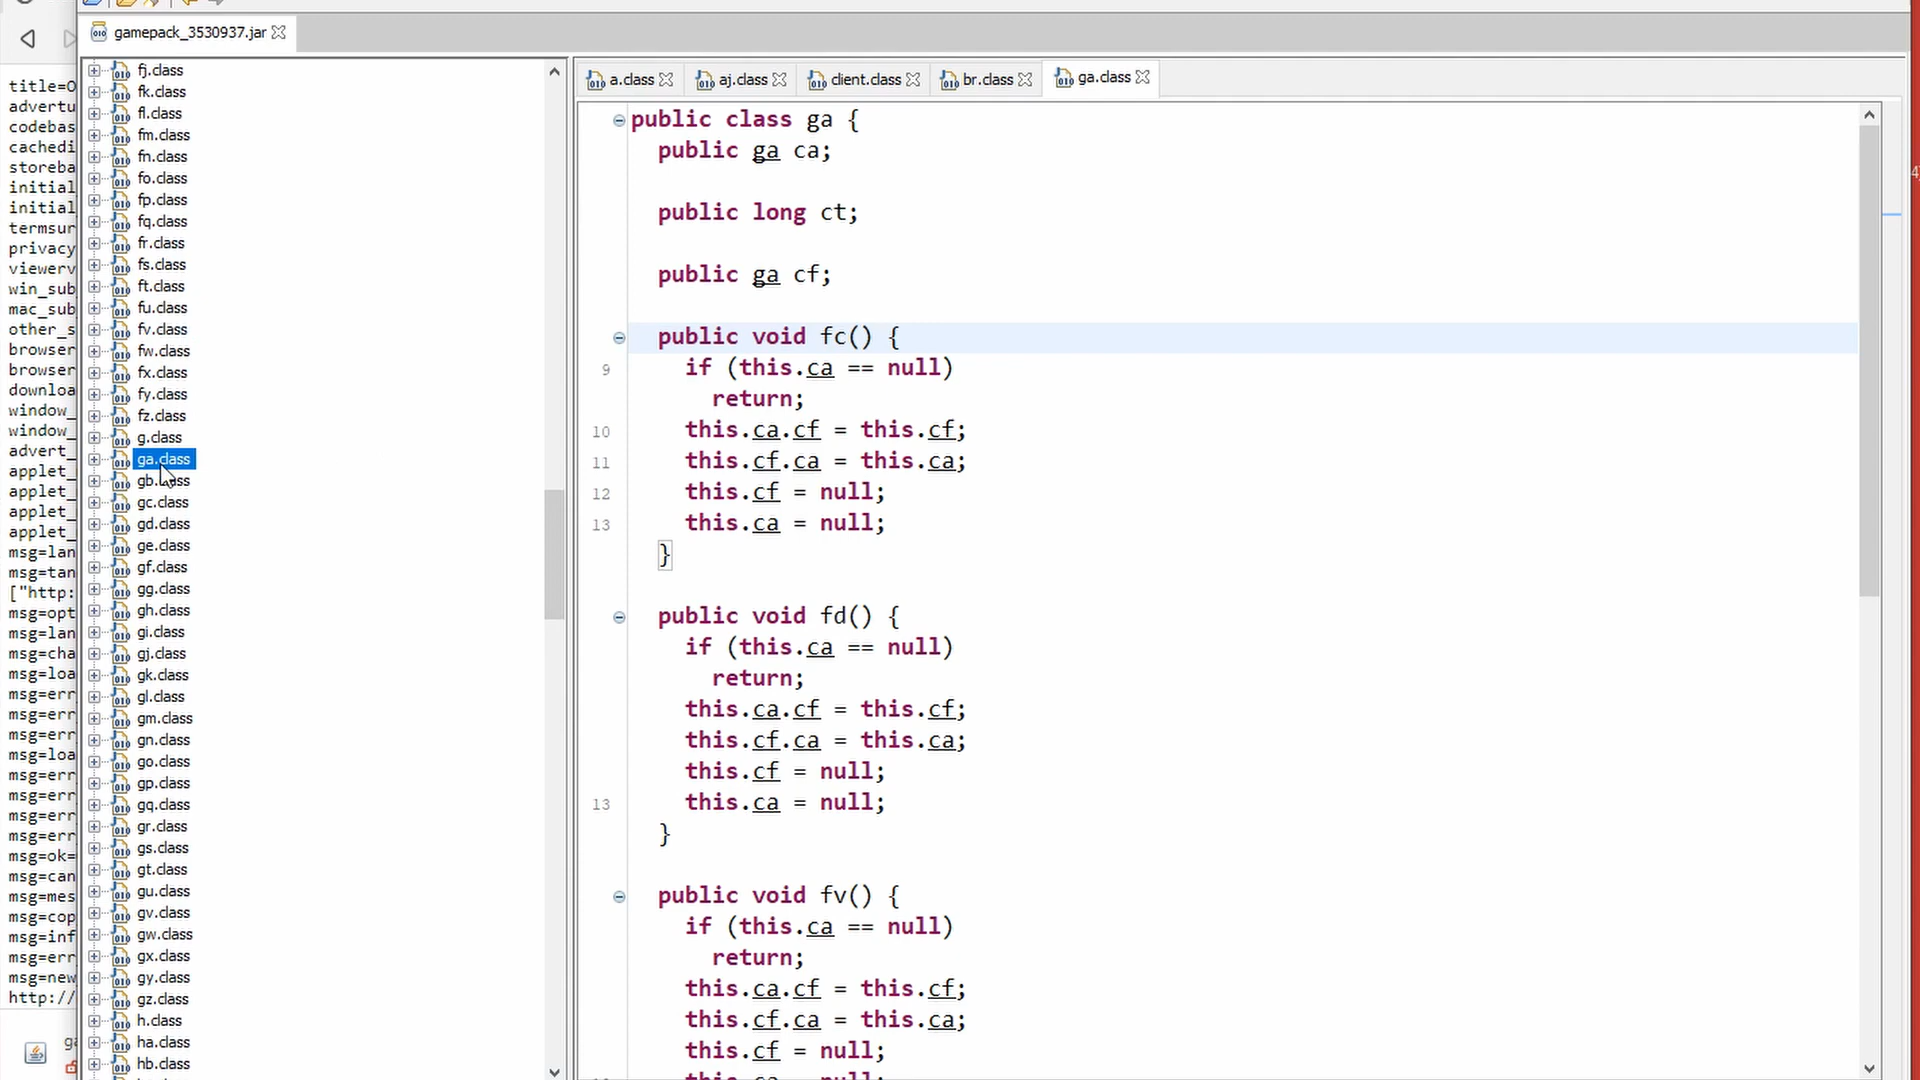 gamepack_3530937.jar
title=O
advertu
codebas
cachedi
storeba
initial
initial
termsur
privacy
viewerv
win_sub
mac_sub
other_s
browser
browser
downloa
window_
window_
advert_
applet_
applet_
applet_
applet_
msg=lan
msg=tan
["http:
msg=opt
msg=lan
msg=cha
msg=loa
msg=err
msg=err
msg=err
msg=loa
msg=err
msg=err
msg=err
msg=err
msg=ok=
msg=can
msg=mes
msg=cop
msg=inf
msg=err
msg=new
http://
ga
fj.class
fk.class
fl.class
fm.class
fn.class
fo.class
fp.class
fq.class
fr.class
fs.class
ft.class
fu.class
fv.class
fw.class
fx.class
fy.class
fz.class
g.class
ga.class
gb.class
gc.class
gd.class
ge.class
gf.class
gg.class
gh.class
gi.class
gj.class
gk.class
gl.class
gm.class
gn.class
go.class
gp.class
gq.class
gr.class
gs.class
gt.class
gu.class
gv.class
gw.class
gx.class
gy.class
gz.class
h.class
ha.class
hb.class
a.class aj.class client.class br.class ga.class
public class ga {
public ga ca;
public long ct;
public ga cf;
public void fc() {
9 if (this.ca == null)
return;
10 this.ca.cf = this.cf;
11 this.cf.ca = this.ca;
12 this.cf = null;
13 this.ca = null;
}
public void fd() {
if (this.ca == null)
return;
this.ca.cf = this.cf;
this.cf.ca = this.ca;
this.cf = null;
13 this.ca = null;
}
public void fv() {
if (this.ca == null)
return;
this.ca.cf = this.cf;
this.cf.ca = this.ca;
this.cf = null;
this.ca = null;